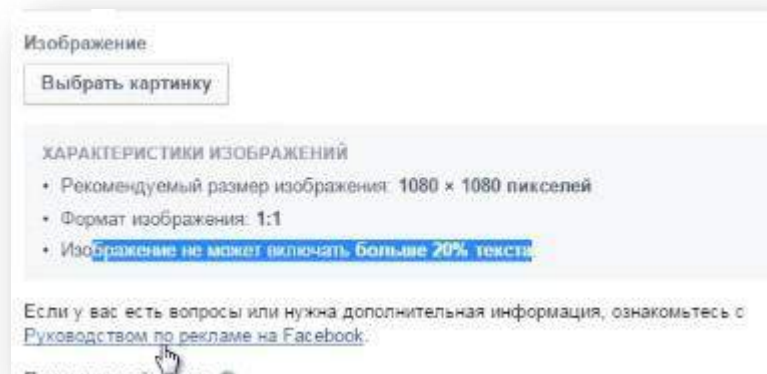 Изображение
Выбрать картинку
ХАРАКТЕРИСТИКИ ИЗОБРАЖЕНИЙ
• Рекомендуемый размер изображения: 1080 × 1080 пикселей
• Формат изображения: 1:1
• Изображение не может включать больше 20% текста
Если у вас есть вопросы или нужна дополнительная информация, ознакомьтесь с
Руководством по рекламе на Facebook.